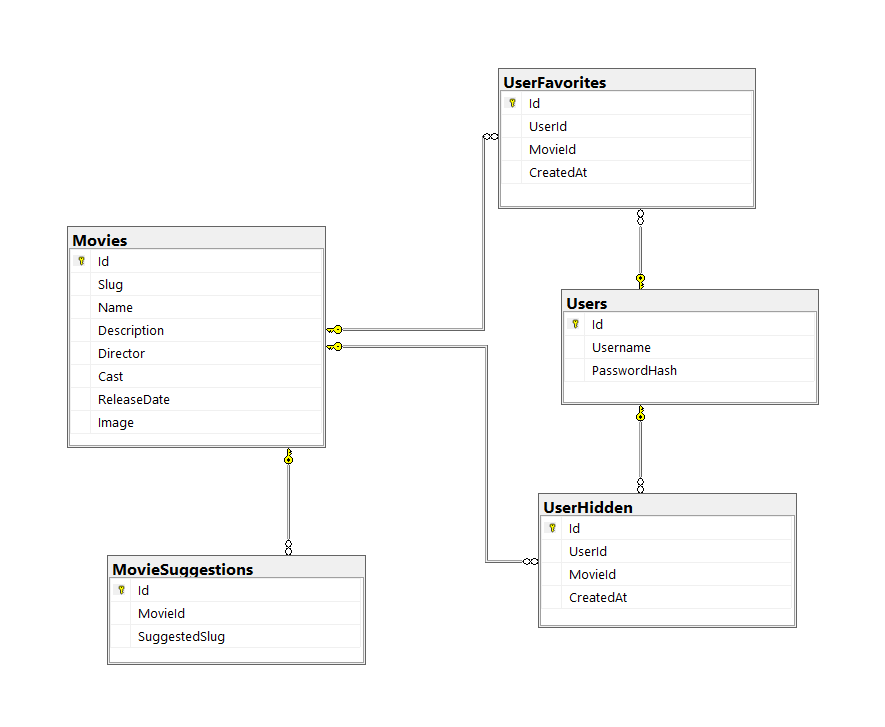 UserFavorites
Id
UserId
MovieId
CreatedAt
Movies
Id
Slug
Name
Description
Director
Cast
ReleaseDate
Image
Users
Id
Username
PasswordHash
UserHidden
Id
UserId
MovieId
CreatedAt
MovieSuggestions
Id
MovieId
SuggestedSlug